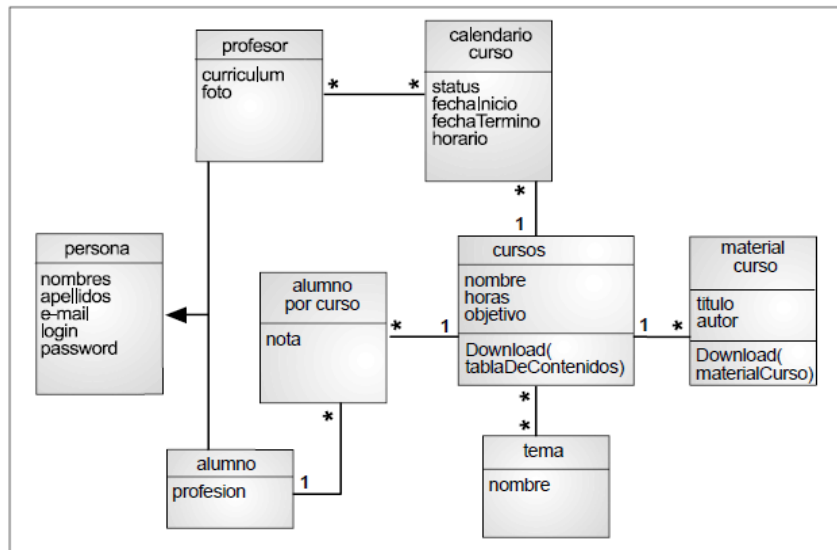 profesor
curriculum
foto
*
*
calendario
curso
status
fechaInicio
fechaTermino
horario
*
1
persona
nombres
apellidos
e-mail
login
password
alumno
por curso
nota
*
1
cursos
nombre
horas
objetivo
Download(
tablaDeContenidos)
1
*
material
curso
titulo
autor
Download(
materialCurso)
*
*
*
alumno
profesion
1
tema
nombre